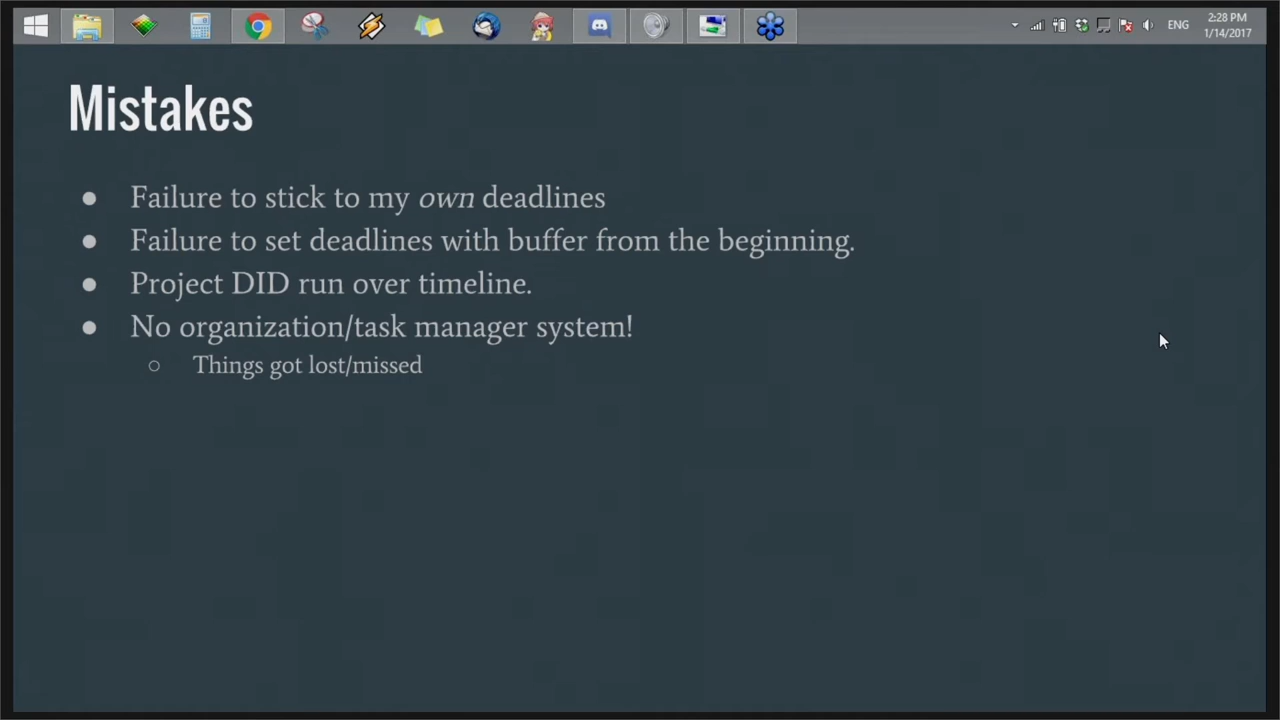 ENG
2:28 PM
1/14/2017
Mistakes
● Failure to stick to my own deadlines
● Failure to set deadlines with buffer from the beginning.
● Project DID run over timeline.
● No organization/task manager system!
○ Things got lost/missed